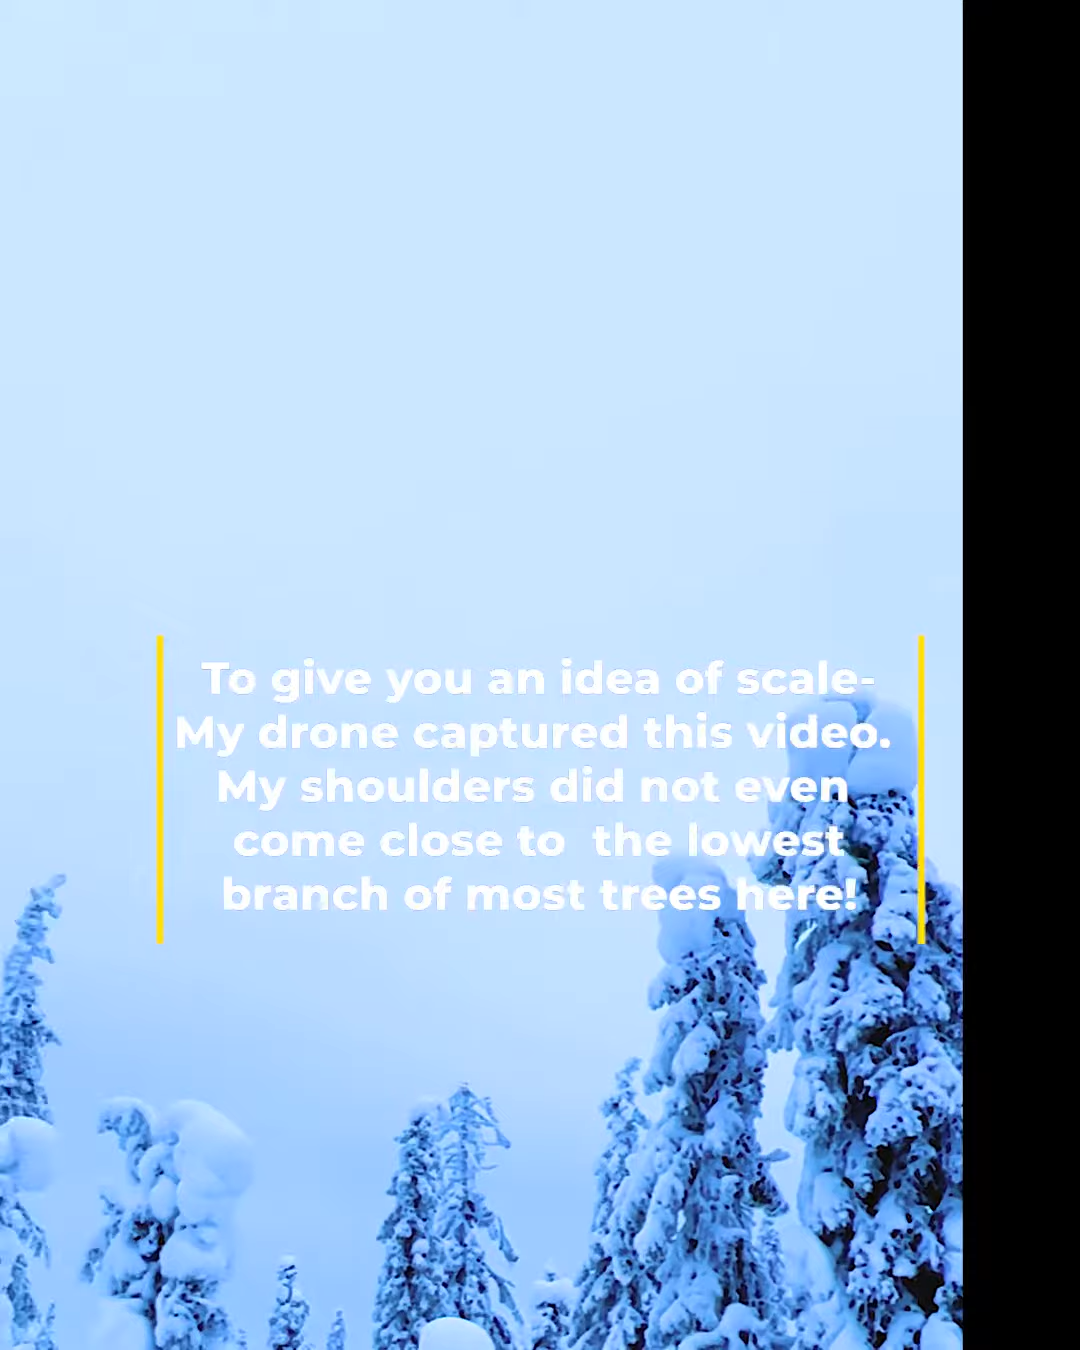 To give you an idea of scale-
My drone captured this video.
My shoulders did not even
come close to  the lowest
branch of most trees here!